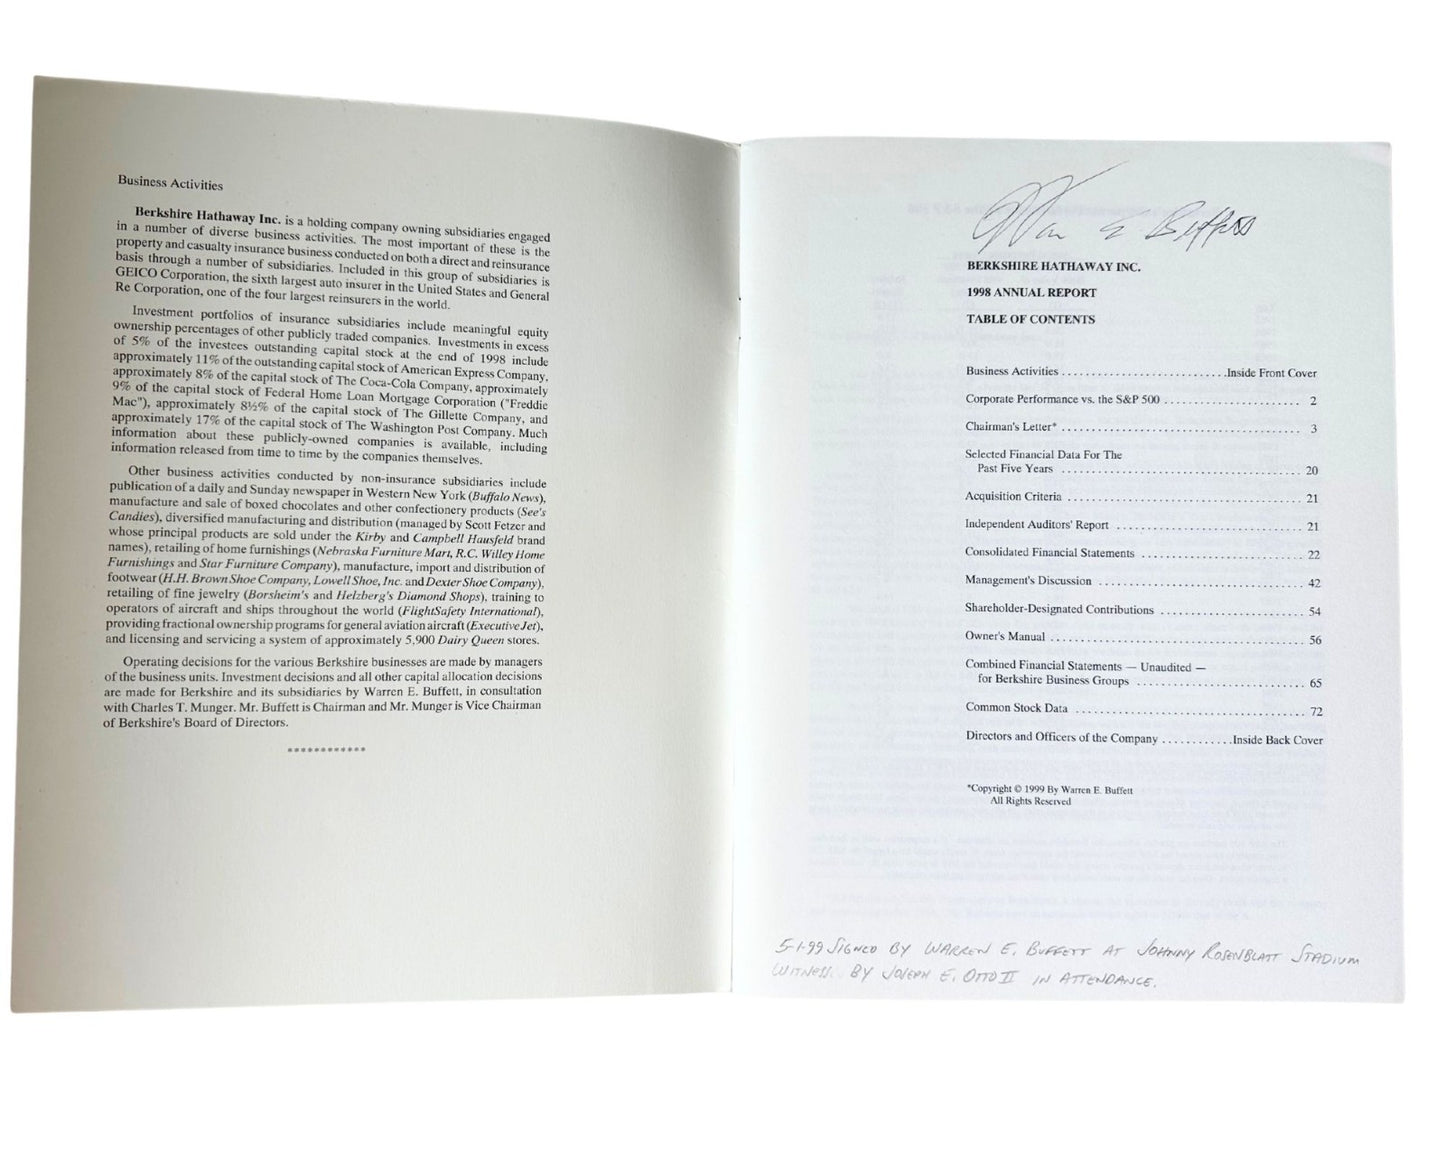 Business Activities
Berkshire Hathaway Inc. is a holding company owning subsidiaries engaged
in a number of diverse business activities. The most important of these is the
property and casualty insurance business conducted on both a direct and reinsurance
basis through a number of subsidiaries. Included in this group of subsidiaries is
GEICO Corporation, the sixth largest auto insurer in the United States and General
Re Corporation, one of the four largest reinsurers in the world.
Investment portfolios of insurance subsidiaries include meaningful equity
ownership percentages of other publicly traded companies. Investments in excess
of 5% of the investees outstanding capital stock at the end of 1998 include
approximately 11% of the outstanding capital stock of American Express Company,
approximately 8% of the capital stock of The Coca-Cola Company, approximately
9% of the capital stock of Federal Home Loan Mortgage Corporation ("Freddie
Mac"), approximately 8½% of the capital stock of The Gillette Company, and
approximately 17% of the capital stock of The Washington Post Company. Much
information about these publicly-owned companies is available, including
information released from time to time by the companies themselves.
Other business activities conducted by non-insurance subsidiaries include
publication of a daily and Sunday newspaper in Western New York (Buffalo News),
manufacture and sale of boxed chocolates and other confectionery products (See's
Candies), diversified manufacturing and distribution (managed by Scott Fetzer and
whose principal products are sold under the Kirby and Campbell Hausfeld brand
names), retailing of home furnishings (Nebraska Furniture Mart, R.C. Willey Home
Furnishings and Star Furniture Company), manufacture, import and distribution of
footwear (H.H. Brown Shoe Company, Lowell Shoe, Inc. and Dexter Shoe Company),
retailing of fine jewelry (Borsheim's and Helzberg's Diamond Shops), training to
operators of aircraft and ships throughout the world (FlightSafety International),
providing fractional ownership programs for general aviation aircraft (Executive Jet),
and licensing and servicing a system of approximately 5,900 Dairy Queen stores.
Operating decisions for the various Berkshire businesses are made by managers
of the business units. Investment decisions and all other capital allocation decisions
are made for Berkshire and its subsidiaries by Warren E. Buffett, in consultation
with Charles T. Munger. Mr. Buffett is Chairman and Mr. Munger is Vice Chairman
of Berkshire's Board of Directors.
************
BERKSHIRE HATHAWAY INC.
1998 ANNUAL REPORT
TABLE OF CONTENTS
Business Activities ............................Inside Front Cover
Corporate Performance vs. the S&P 500 ........................ 2
Chairman's Letter* .......................................... 3
Selected Financial Data For The
Past Five Years .......................................... 20
Acquisition Criteria ........................................ 21
Independent Auditors' Report ................................ 21
Consolidated Financial Statements ............................ 22
Management's Discussion .................................... 42
Shareholder-Designated Contributions ........................ 54
Owner's Manual ............................................ 56
Combined Financial Statements — Unaudited —
for Berkshire Business Groups ............................ 65
Common Stock Data ........................................ 72
Directors and Officers of the Company ............Inside Back Cover
*Copyright © 1999 By Warren E. Buffett
All Rights Reserved
5-1-99 SIGNED BY WARREN E. BUFFETT AT JOHNNY ROSENBLATT STADIUM
WITNESS BY JOSEPH E. OTTO II IN ATTENDANCE.